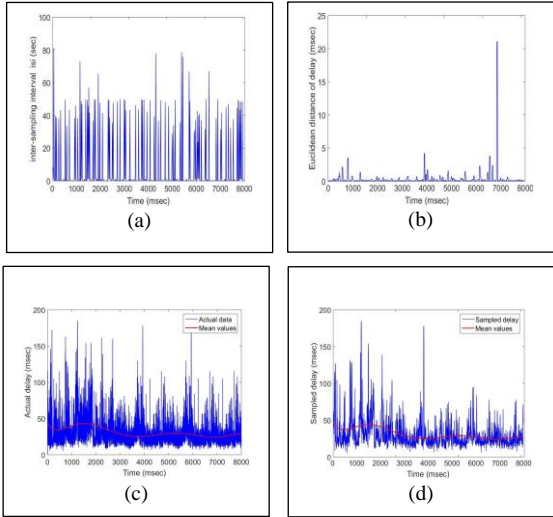 inter-sampling interval isi (sec)
100
80
60
40
20
0
0 1000 2000 3000 4000 5000 6000 7000 8000
Time (msec)
(a)
Euclidean distance of delay (msec)
25
20
15
10
5
0
0 1000 2000 3000 4000 5000 6000 7000 8000
Time (msec)
(b)
Actual delay (msec)
200
150
100
50
0
Actual data
Mean values
0 1000 2000 3000 4000 5000 6000 7000 8000
Time (msec)
(c)
Sampled delay (msec)
200
150
100
50
0
Sampled delay
Mean values
0 1000 2000 3000 4000 5000 6000 7000 8000
Time (msec)
(d)